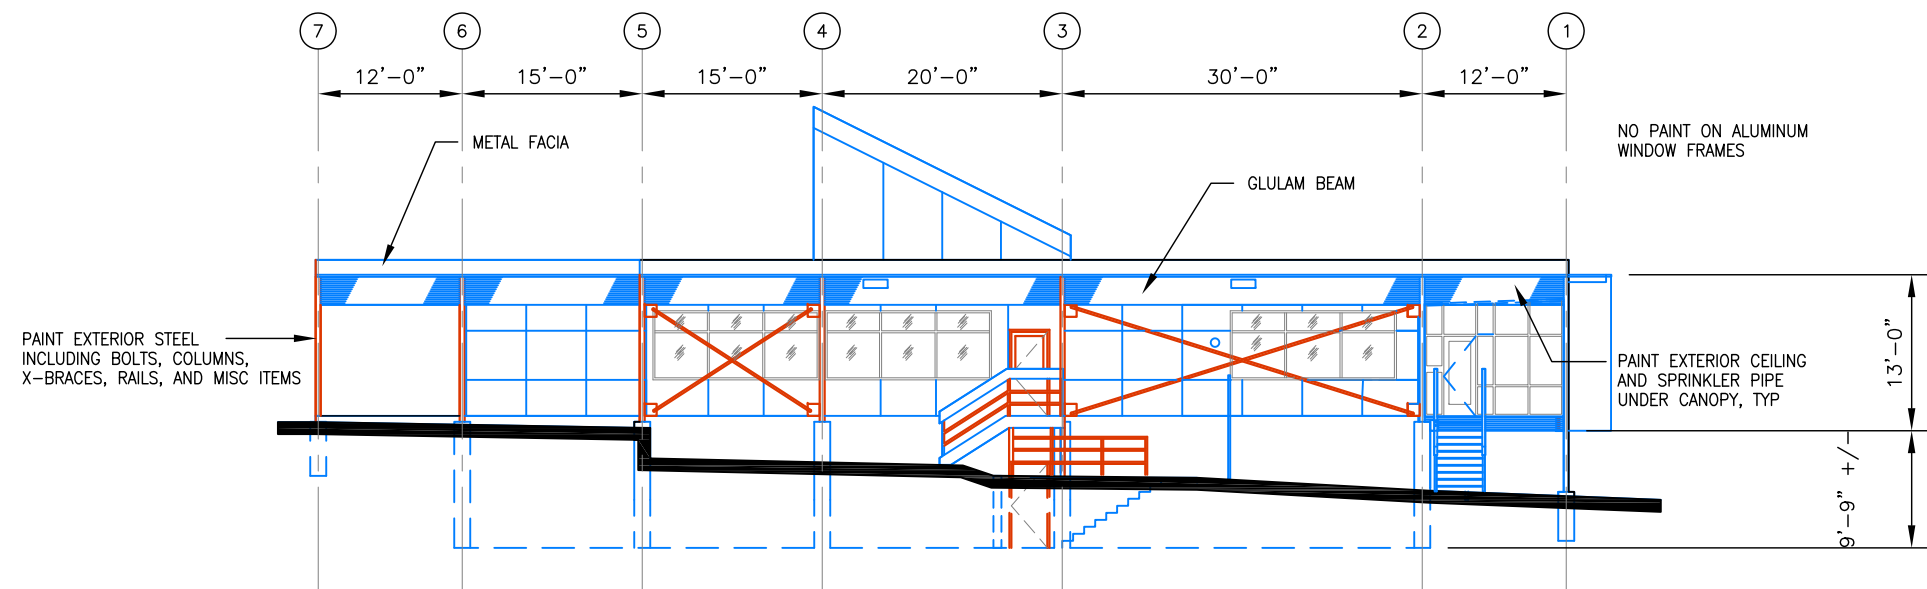 7 6 5 4 3 2 1
12'-0" 15'-0" 15'-0" 20'-0" 30'-0" 12'-0"
METAL FACIA
NO PAINT ON ALUMINUM
WINDOW FRAMES
GLULAM BEAM
PAINT EXTERIOR STEEL
INCLUDING BOLTS, COLUMNS,
X-BRACES, RAILS, AND MISC ITEMS
PAINT EXTERIOR CEILING
AND SPRINKLER PIPE
UNDER CANOPY, TYP
13'-0"
9'-9" +/-